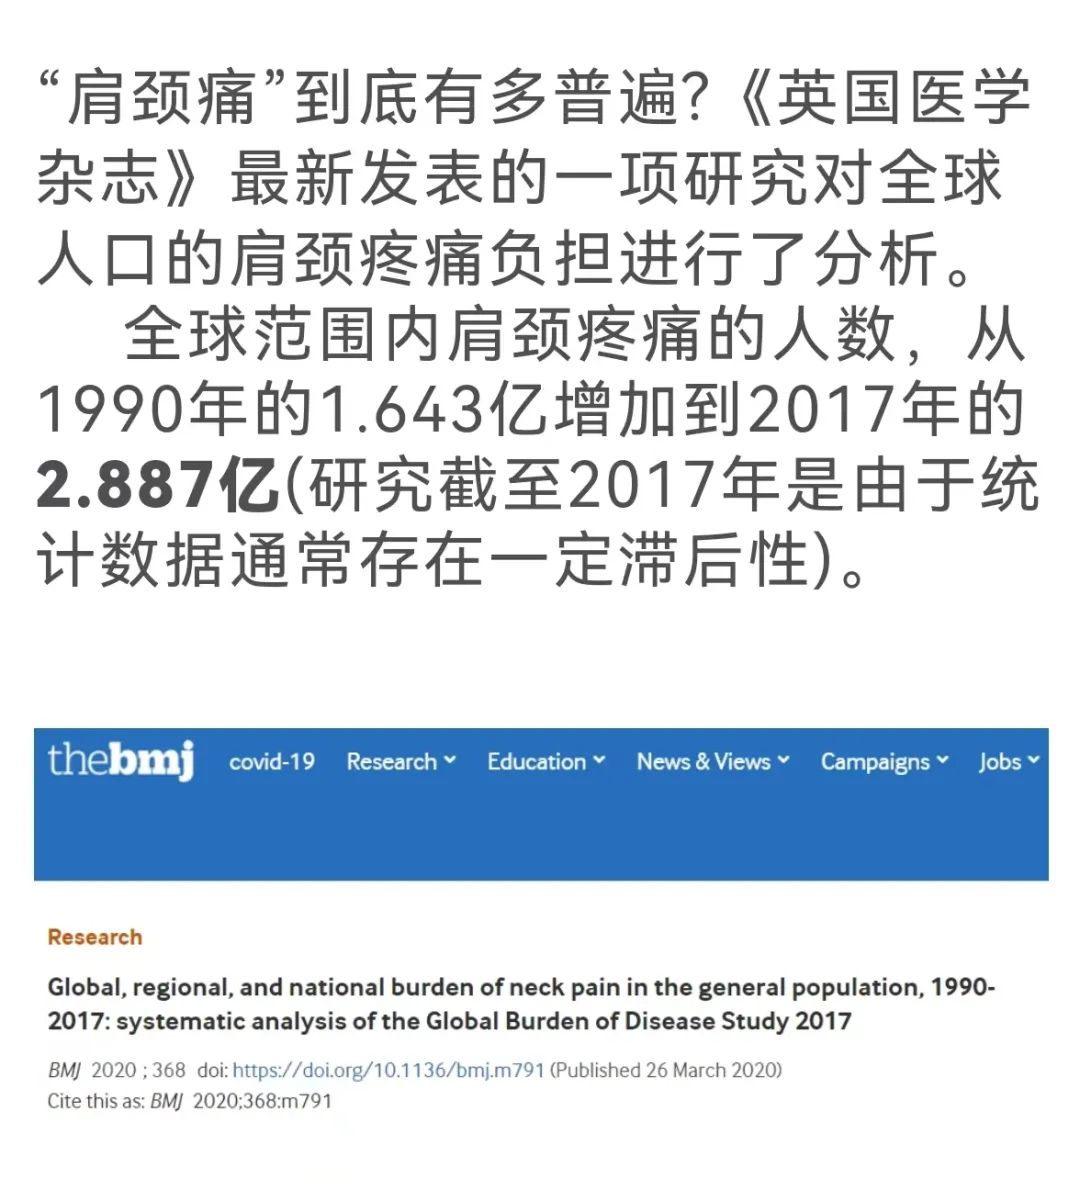 “肩颈痛”到底有多普遍?《英国医学
杂志》最新发表的一项研究对全球
人口的肩颈疼痛负担进行了分析。
全球范围内肩颈疼痛的人数，从
1990年的1.643亿增加到2017年的
2.887亿(研究截至2017年是由于统
计数据通常存在一定滞后性)。
thebmj covid-19 Research Education News & Views Campaigns Jobs
Research
Global, regional, and national burden of neck pain in the general population, 1990-
2017: systematic analysis of the Global Burden of Disease Study 2017
BMJ 2020 ; 368 doi: https://doi.org/10.1136/bmj.m791 (Published 26 March 2020)
Cite this as: BMJ 2020;368:m791